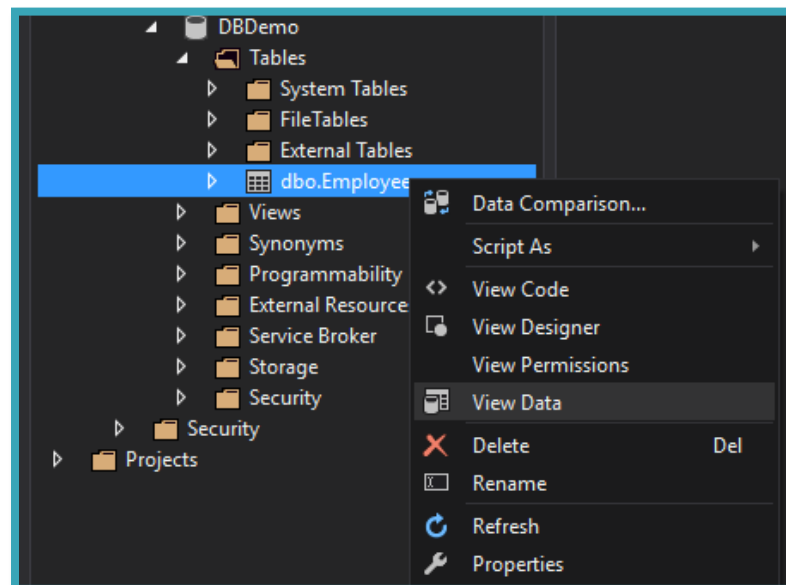 DBDemo
Tables
System Tables
FileTables
External Tables
dbo.Employee
Views
Synonyms
Programmability
External Resource
Service Broker
Storage
Security
Security
Projects
Data Comparison...
Script As
View Code
View Designer
View Permissions
View Data
Delete Del
Rename
Refresh
Properties